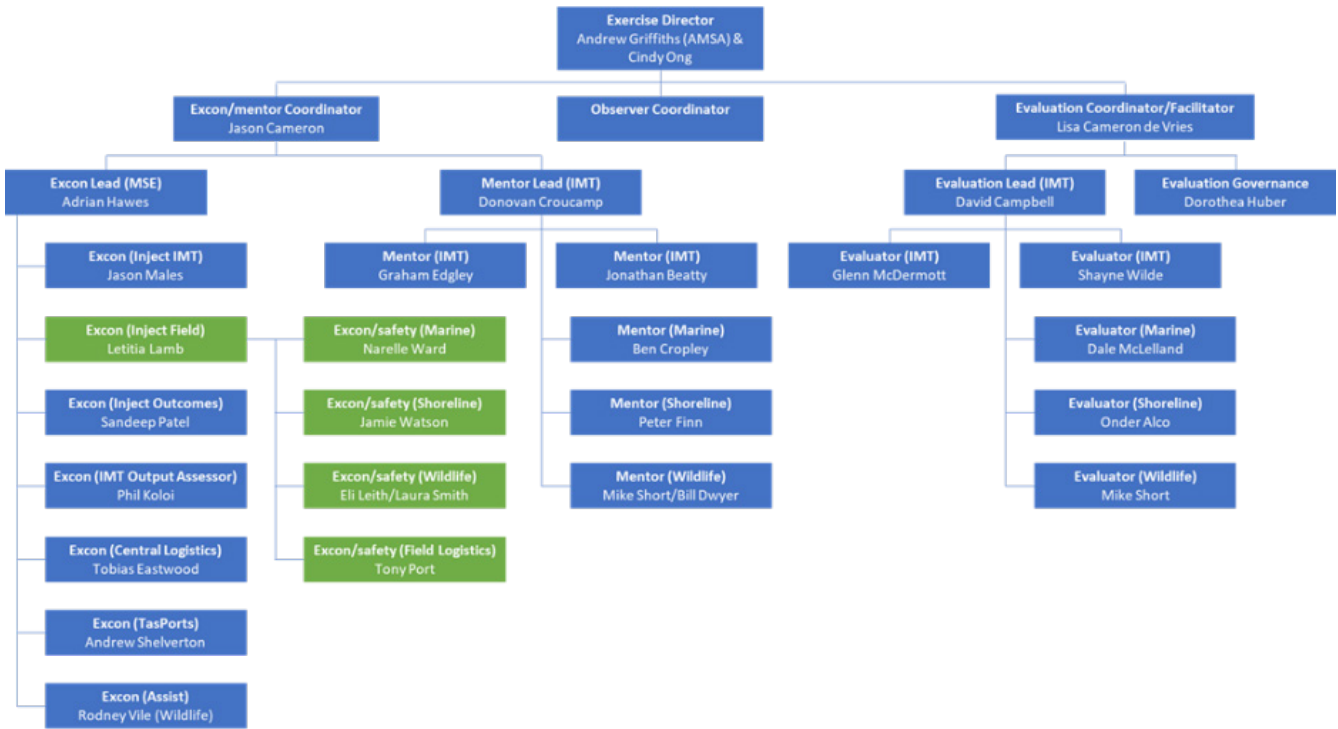 Exercise Director
Andrew Griffiths (AMSA) &
Cindy Ong
Excon/mentor Coordinator
Jason Cameron
Observer Coordinator
Evaluation Coordinator/Facilitator
Lisa Cameron de Vries
Excon Lead (MSE)
Adrian Hawes
Mentor Lead (IMT)
Donovan Croucamp
Evaluation Lead (IMT)
David Campbell
Evaluation Governance
Dorothea Huber
Excon (Inject IMT)
Jason Males
Mentor (IMT)
Graham Edgley
Mentor (IMT)
Jonathan Beatty
Evaluator (IMT)
Glenn McDermott
Evaluator (IMT)
Shayne Wilde
Excon (Inject Field)
Letitia Lamb
Excon/safety (Marine)
Narelle Ward
Mentor (Marine)
Ben Cropley
Evaluator (Marine)
Dale McLelland
Excon (Inject Outcomes)
Sandeep Patel
Excon/safety (Shoreline)
Jamie Watson
Mentor (Shoreline)
Peter Finn
Evaluator (Shoreline)
Onder Alco
Excon (IMT Output Assessor)
Phil Koloi
Excon/safety (Wildlife)
Eli Leith/Laura Smith
Mentor (Wildlife)
Mike Short/Bill Dwyer
Evaluator (Wildlife)
Mike Short
Excon (Central Logistics)
Tobias Eastwood
Excon/safety (Field Logistics)
Tony Port
Excon (TasPorts)
Andrew Shelverton
Excon (Assist)
Rodney Vile (Wildlife)